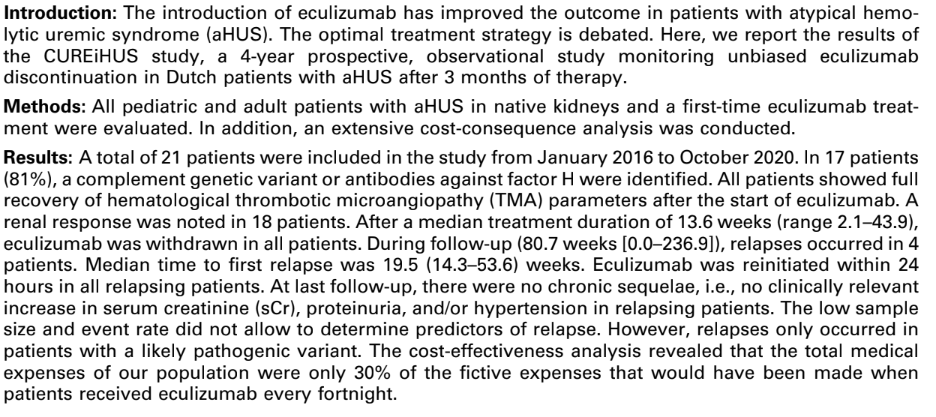 Introduction: The introduction of eculizumab has improved the outcome in patients with atypical hemo-
lytic uremic syndrome (aHUS). The optimal treatment strategy is debated. Here, we report the results of
the CUREiHUS study, a 4-year prospective, observational study monitoring unbiased eculizumab
discontinuation in Dutch patients with aHUS after 3 months of therapy.
Methods: All pediatric and adult patients with aHUS in native kidneys and a first-time eculizumab treat-
ment were evaluated. In addition, an extensive cost-consequence analysis was conducted.
Results: A total of 21 patients were included in the study from January 2016 to October 2020. In 17 patients
(81%), a complement genetic variant or antibodies against factor H were identified. All patients showed full
recovery of hematological thrombotic microangiopathy (TMA) parameters after the start of eculizumab. A
renal response was noted in 18 patients. After a median treatment duration of 13.6 weeks (range 2.1–43.9),
eculizumab was withdrawn in all patients. During follow-up (80.7 weeks [0.0–236.9]), relapses occurred in 4
patients. Median time to first relapse was 19.5 (14.3–53.6) weeks. Eculizumab was reinitiated within 24
hours in all relapsing patients. At last follow-up, there were no chronic sequelae, i.e., no clinically relevant
increase in serum creatinine (sCr), proteinuria, and/or hypertension in relapsing patients. The low sample
size and event rate did not allow to determine predictors of relapse. However, relapses only occurred in
patients with a likely pathogenic variant. The cost-effectiveness analysis revealed that the total medical
expenses of our population were only 30% of the fictive expenses that would have been made when
patients received eculizumab every fortnight.